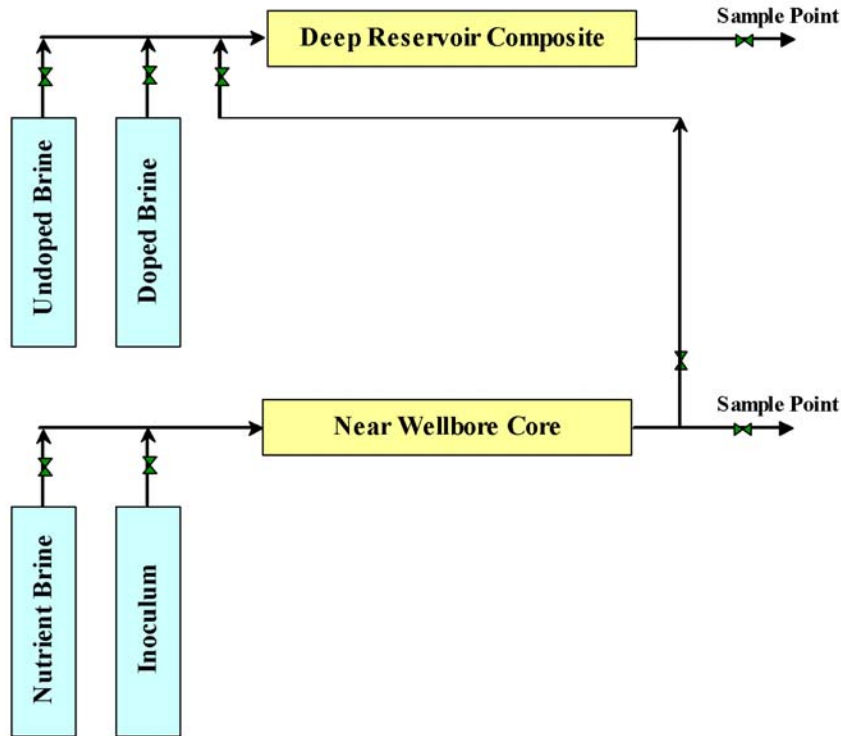 Sample Point
Deep Reservoir Composite
Undoped Brine
Doped Brine
Sample Point
Near Wellbore Core
Nutrient Brine
Inoculum